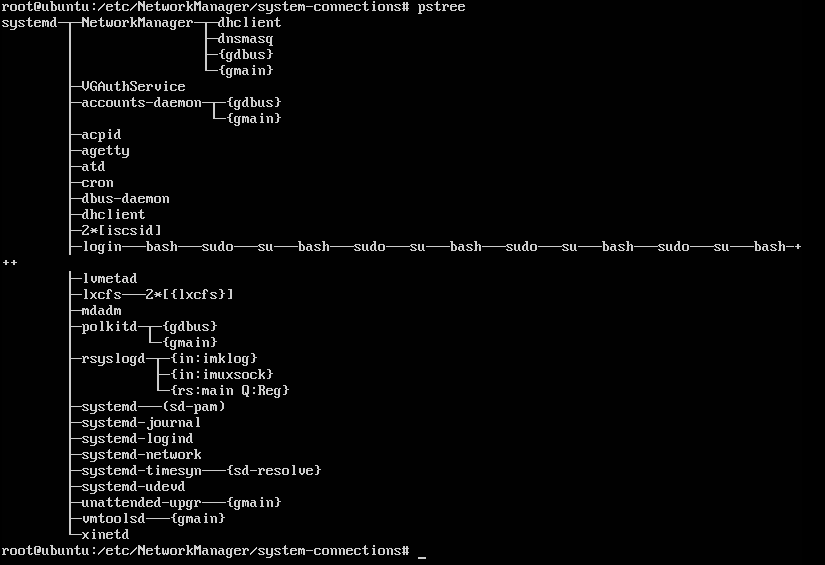 root@ubuntu:/etc/NetworkManager/system-connections# pstree
systemd─┬─NetworkManager─┬─dhclient
        │                ├─dnsmasq
        │                ├─{gdbus}
        │                └─{gmain}
        ├─VGAuthService
        ├─accounts-daemon─┬─{gdbus}
        │                 └─{gmain}
        ├─acpid
        ├─agetty
        ├─atd
        ├─cron
        ├─dbus-daemon
        ├─dhclient
        ├─2*[iscsid]
        ├─login───bash───sudo───su───bash───sudo───su───bash───sudo───su───bash───sudo───su───bash─+
++
        ├─lvmetad
        ├─lxcfs───2*[{lxcfs}]
        ├─mdadm
        ├─polkitd─┬─{gdbus}
        │         └─{gmain}
        ├─rsyslogd─┬─{in:imklog}
        │          ├─{in:imuxsock}
        │          └─{rs:main Q:Reg}
        ├─systemd───(sd-pam)
        ├─systemd-journal
        ├─systemd-logind
        ├─systemd-network
        ├─systemd-timesyn───{sd-resolve}
        ├─systemd-udevd
        ├─unattended-upgr───{gmain}
        ├─vmtoolsd───{gmain}
        └─xinetd
root@ubuntu:/etc/NetworkManager/system-connections# _